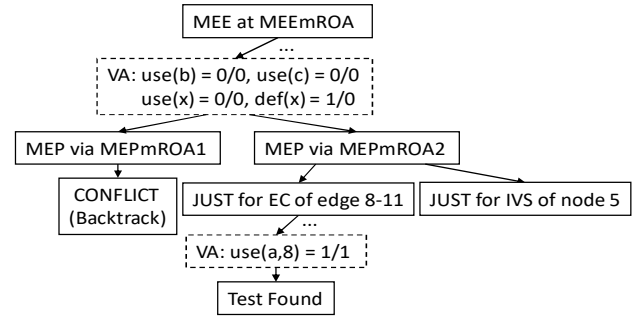 MEE at MEEmROA
...
VA: use(b) = 0/0, use(c) = 0/0
use(x) = 0/0, def(x) = 1/0
MEP via MEPmROA1
MEP via MEPmROA2
CONFLICT
(Backtrack)
JUST for EC of edge 8-11
JUST for IVS of node 5
...
VA: use(a,8) = 1/1
Test Found